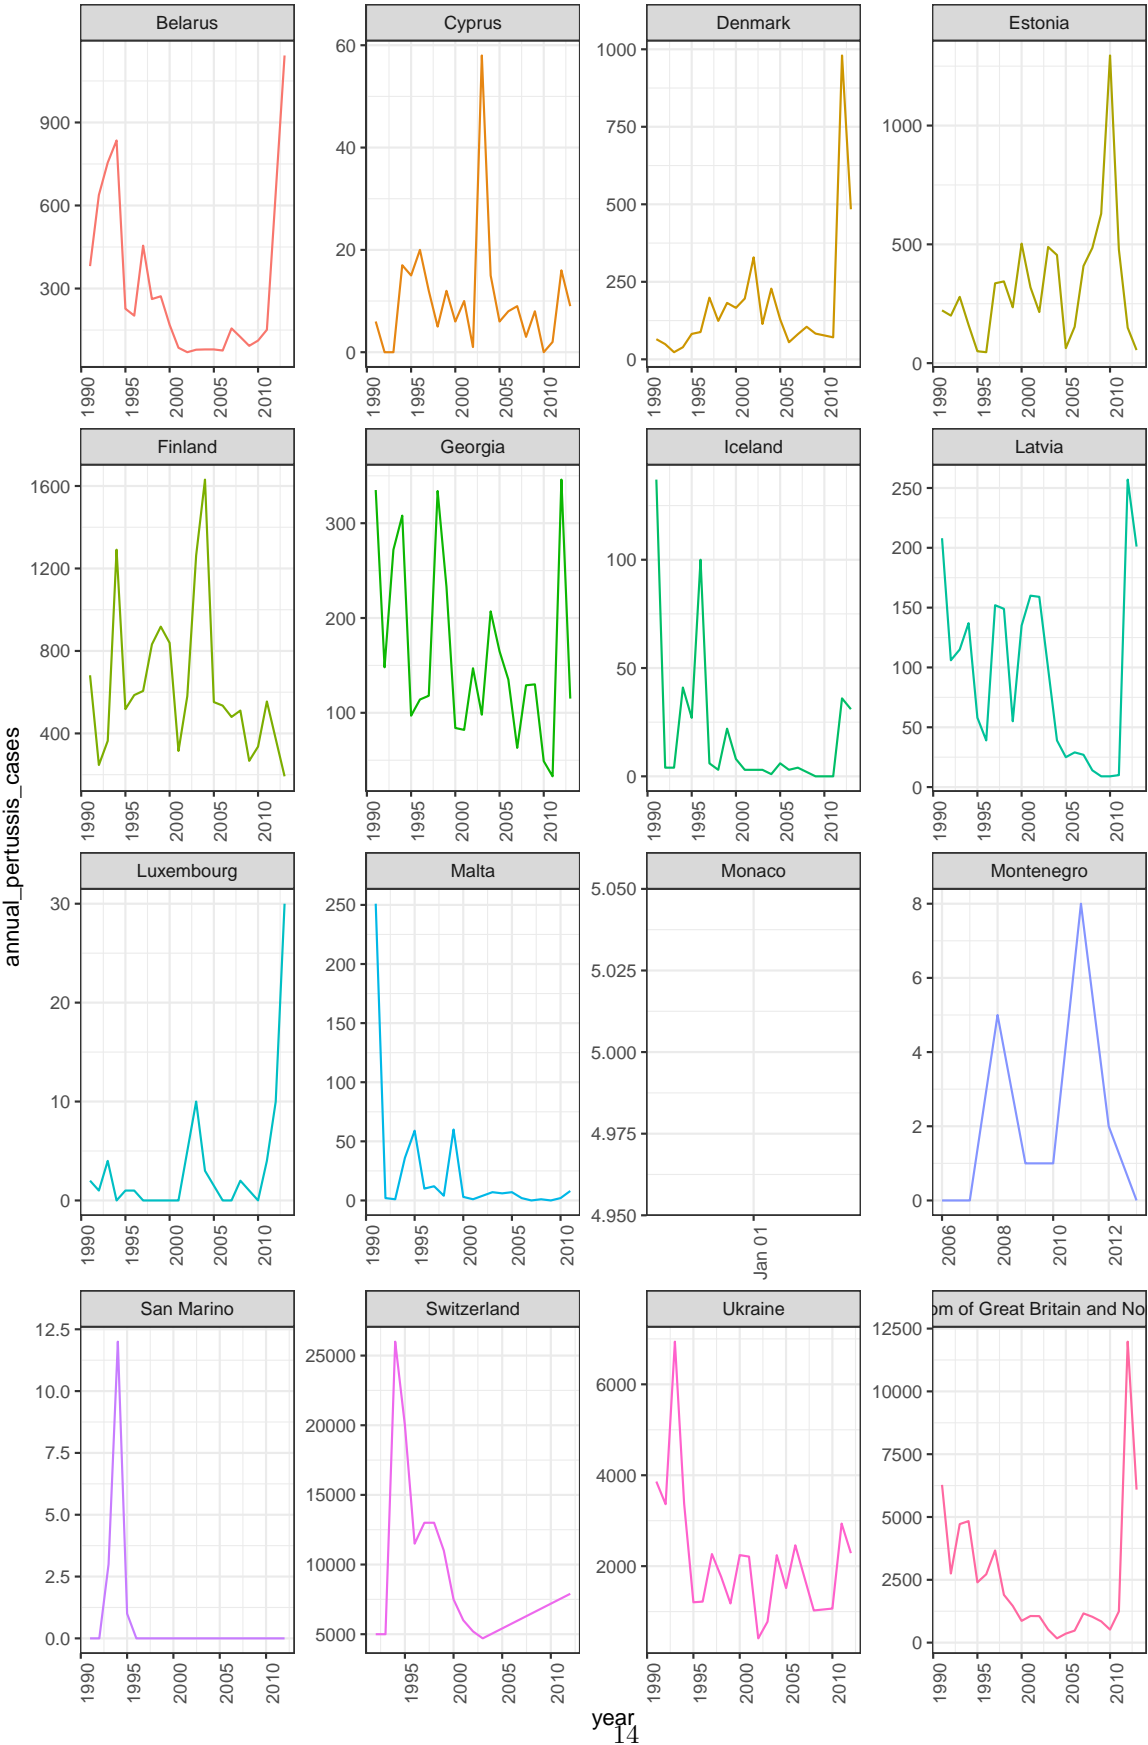 Belarus
Cyprus
Denmark
Estonia
900
600
300
1990 1995 2000 2005 2010
60
40
20
0
1990 1995 2000 2005 2010
1000
750
500
250
0
1990 1995 2000 2005 2010
1000
500
0
1990 1995 2000 2005 2010
Finland
Georgia
Iceland
Latvia
1600
1200
800
400
1990 1995 2000 2005 2010
300
200
100
1990 1995 2000 2005 2010
100
50
0
1990 1995 2000 2005 2010
250
200
150
100
50
0
1990 1995 2000 2005 2010
annual_pertussis_cases
Luxembourg
Malta
Monaco
Montenegro
30
20
10
0
1990 1995 2000 2005 2010
250
200
150
100
50
0
1990 1995 2000 2005 2010
5.050
5.025
5.000
4.975
4.950
Jan 01
8
6
4
2
0
2006 2008 2010 2012
San Marino
Switzerland
Ukraine
om of Great Britain and No
12.5
10.0
7.5
5.0
2.5
0.0
1990 1995 2000 2005 2010
25000
20000
15000
10000
5000
1995 2000 2005 2010
6000
4000
2000
1990 1995 2000 2005 2010
12500
10000
7500
5000
2500
0
1990 1995 2000 2005 2010
year
14